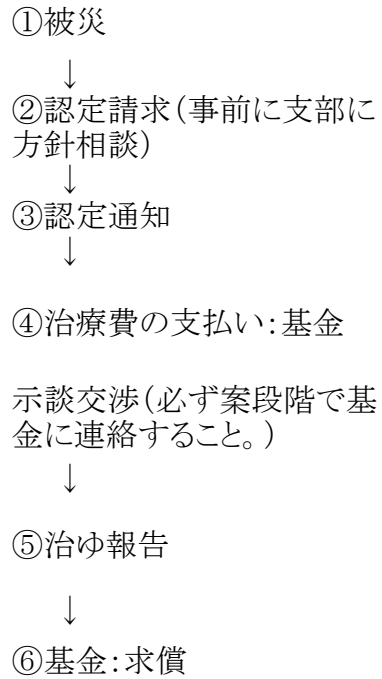 ①被災
↓
②認定請求(事前に支部に
方針相談)
↓
③認定通知
↓
④治療費の支払い:基金
示談交渉(必ず案段階で基
金に連絡すること。)
↓
⑤治ゆ報告
↓
⑥基金:求償